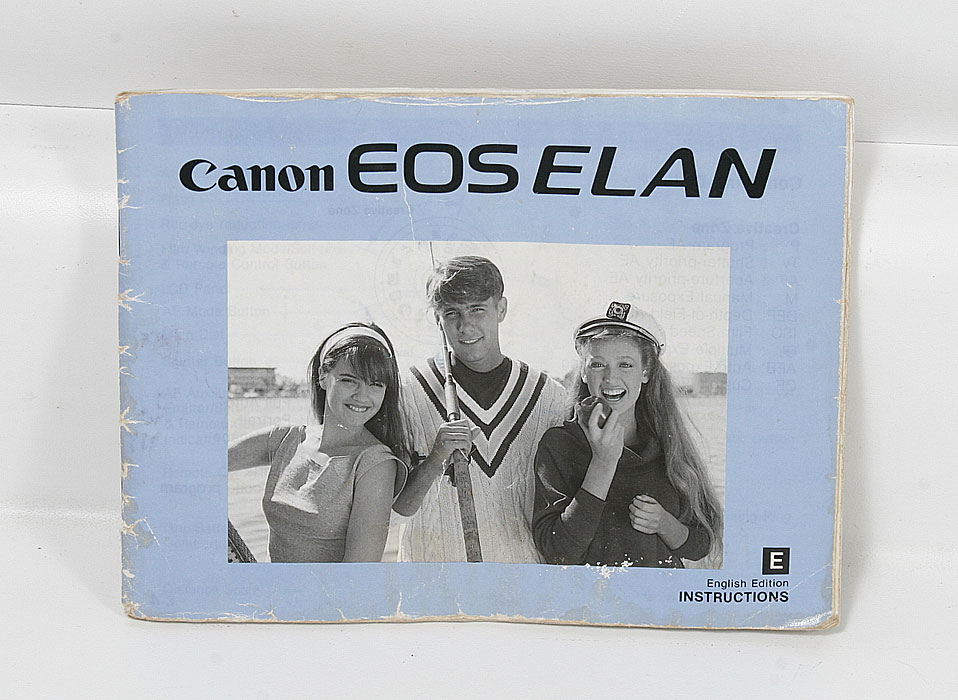 Canon EOS ELAN
E
English Edition
INSTRUCTIONS